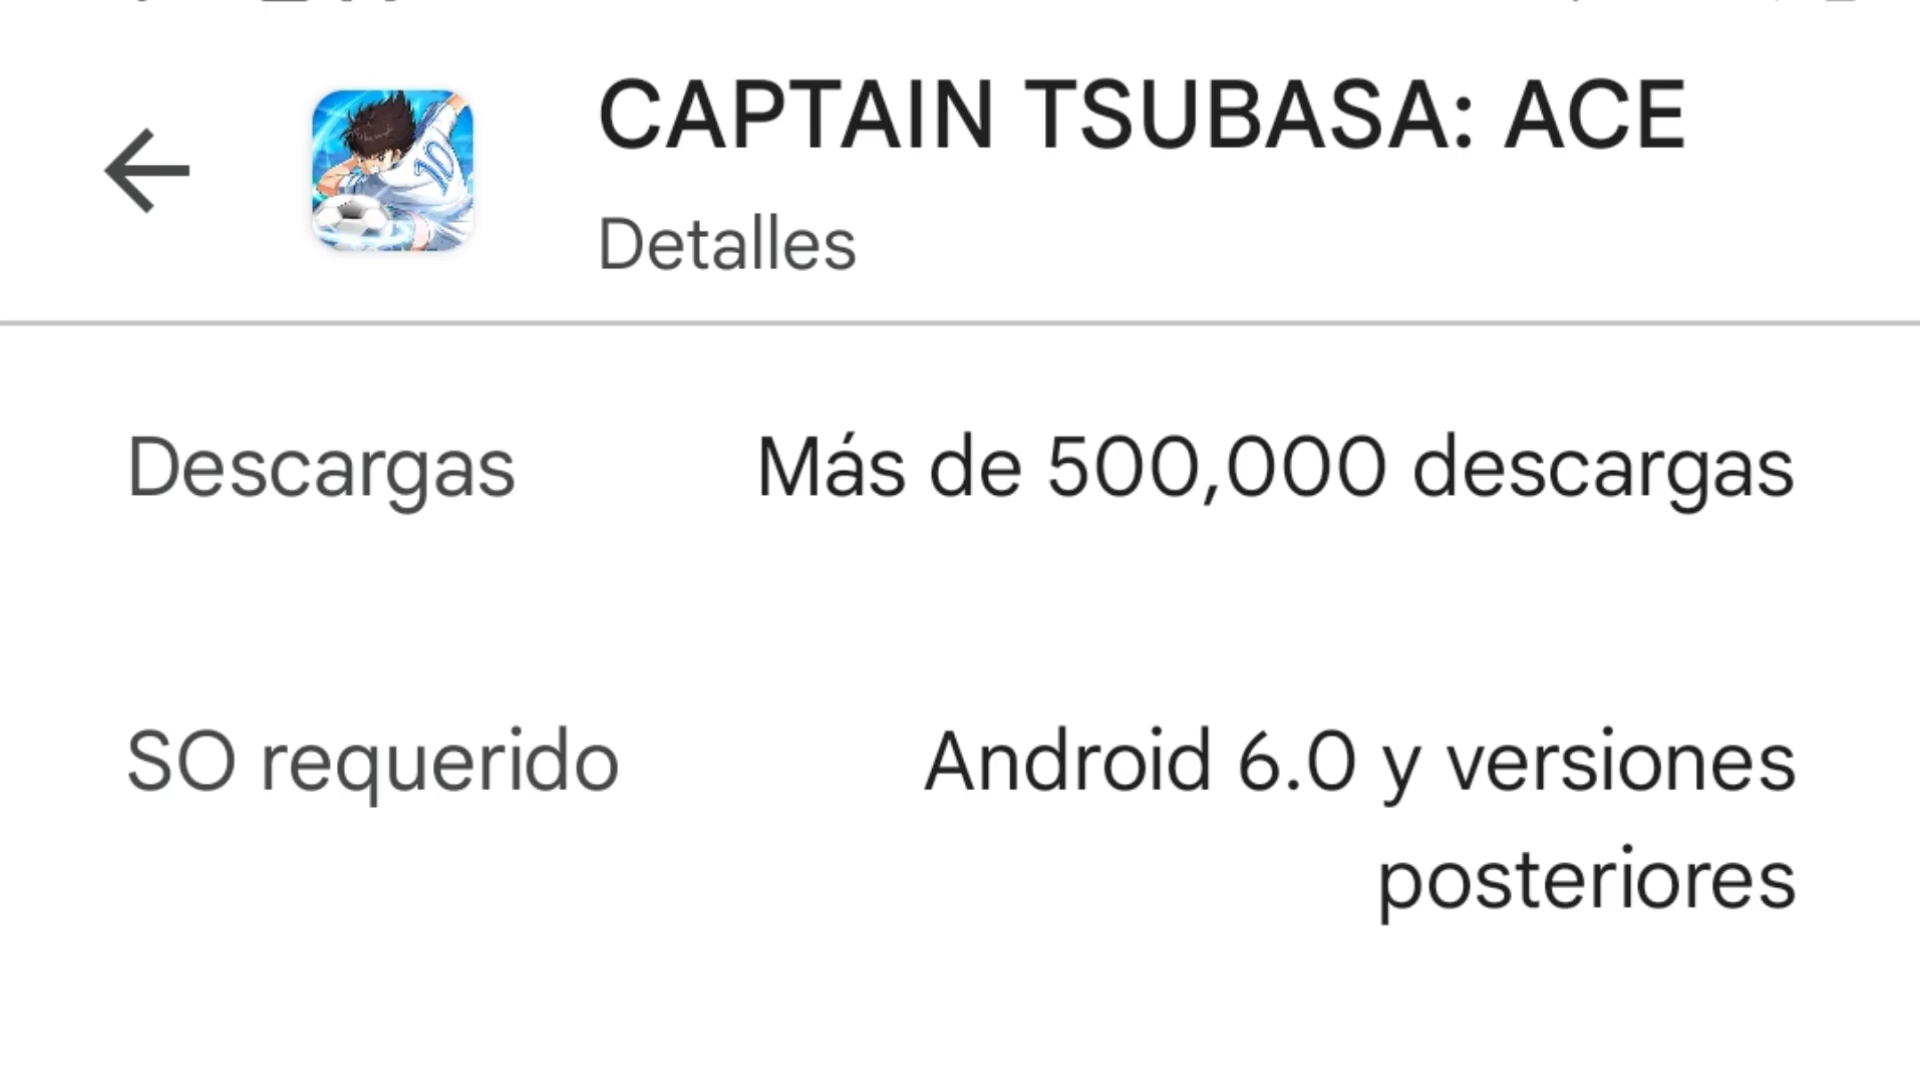 CAPTAIN TSUBASA: ACE
Detalles
Descargas
Más de 500,000 descargas
SO requerido
Android 6.0 y versiones
posteriores